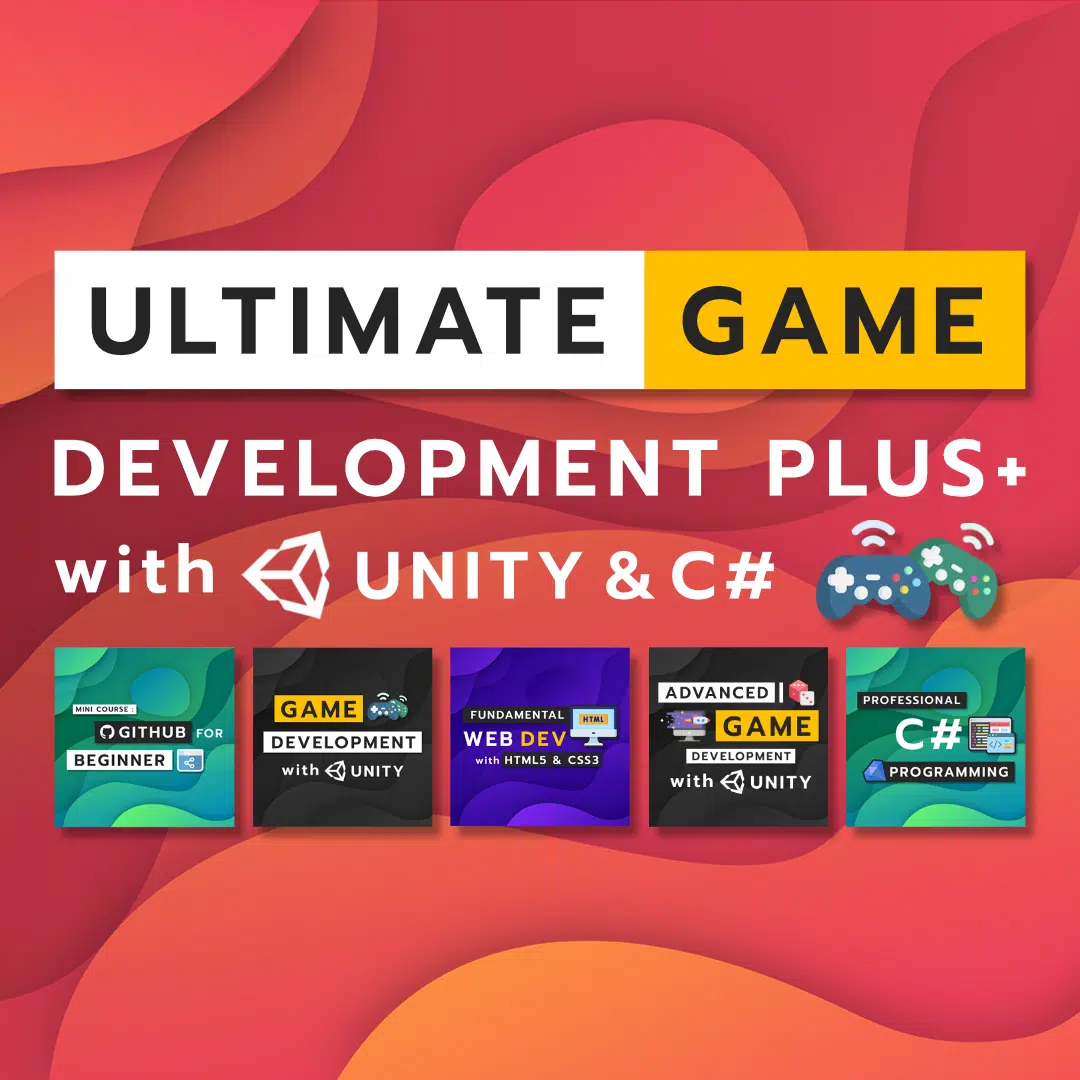 ULTIMATE GAME
DEVELOPMENT PLUS+
with UNITY & C#
MINI COURSE :
GITHUB FOR
BEGINNER
GAME
DEVELOPMENT
with UNITY
FUNDAMENTAL
HTML
WEB DEV
with HTML5 & CSS3
ADVANCED
GAME
DEVELOPMENT
with UNITY
PROFESSIONAL
C#
PROGRAMMING